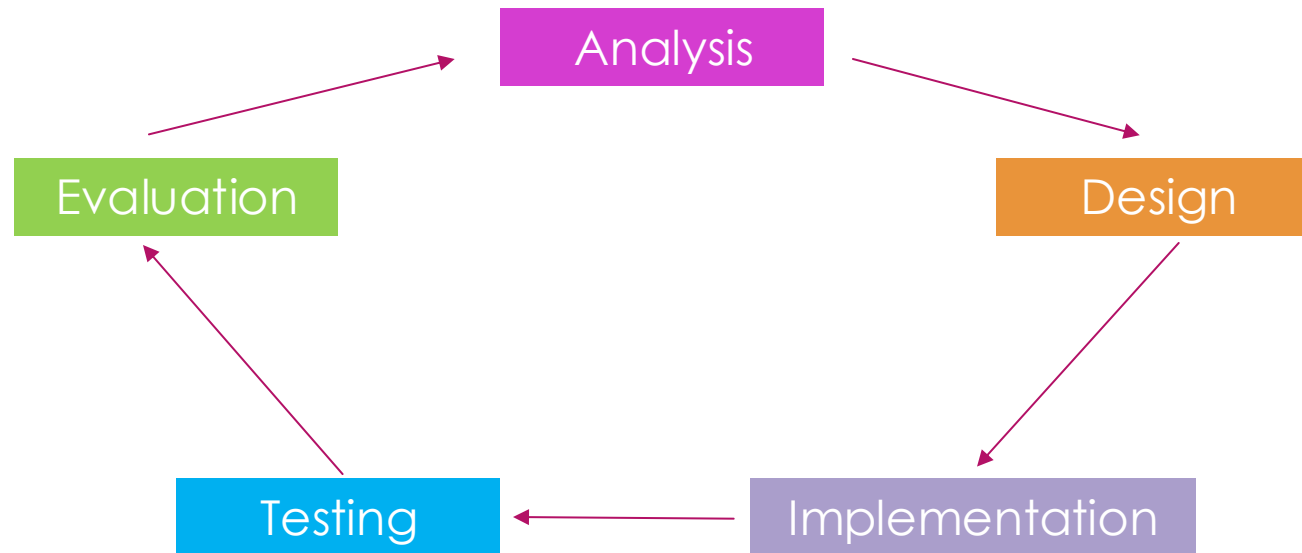 Analysis
Evaluation
Design
Testing
Implementation